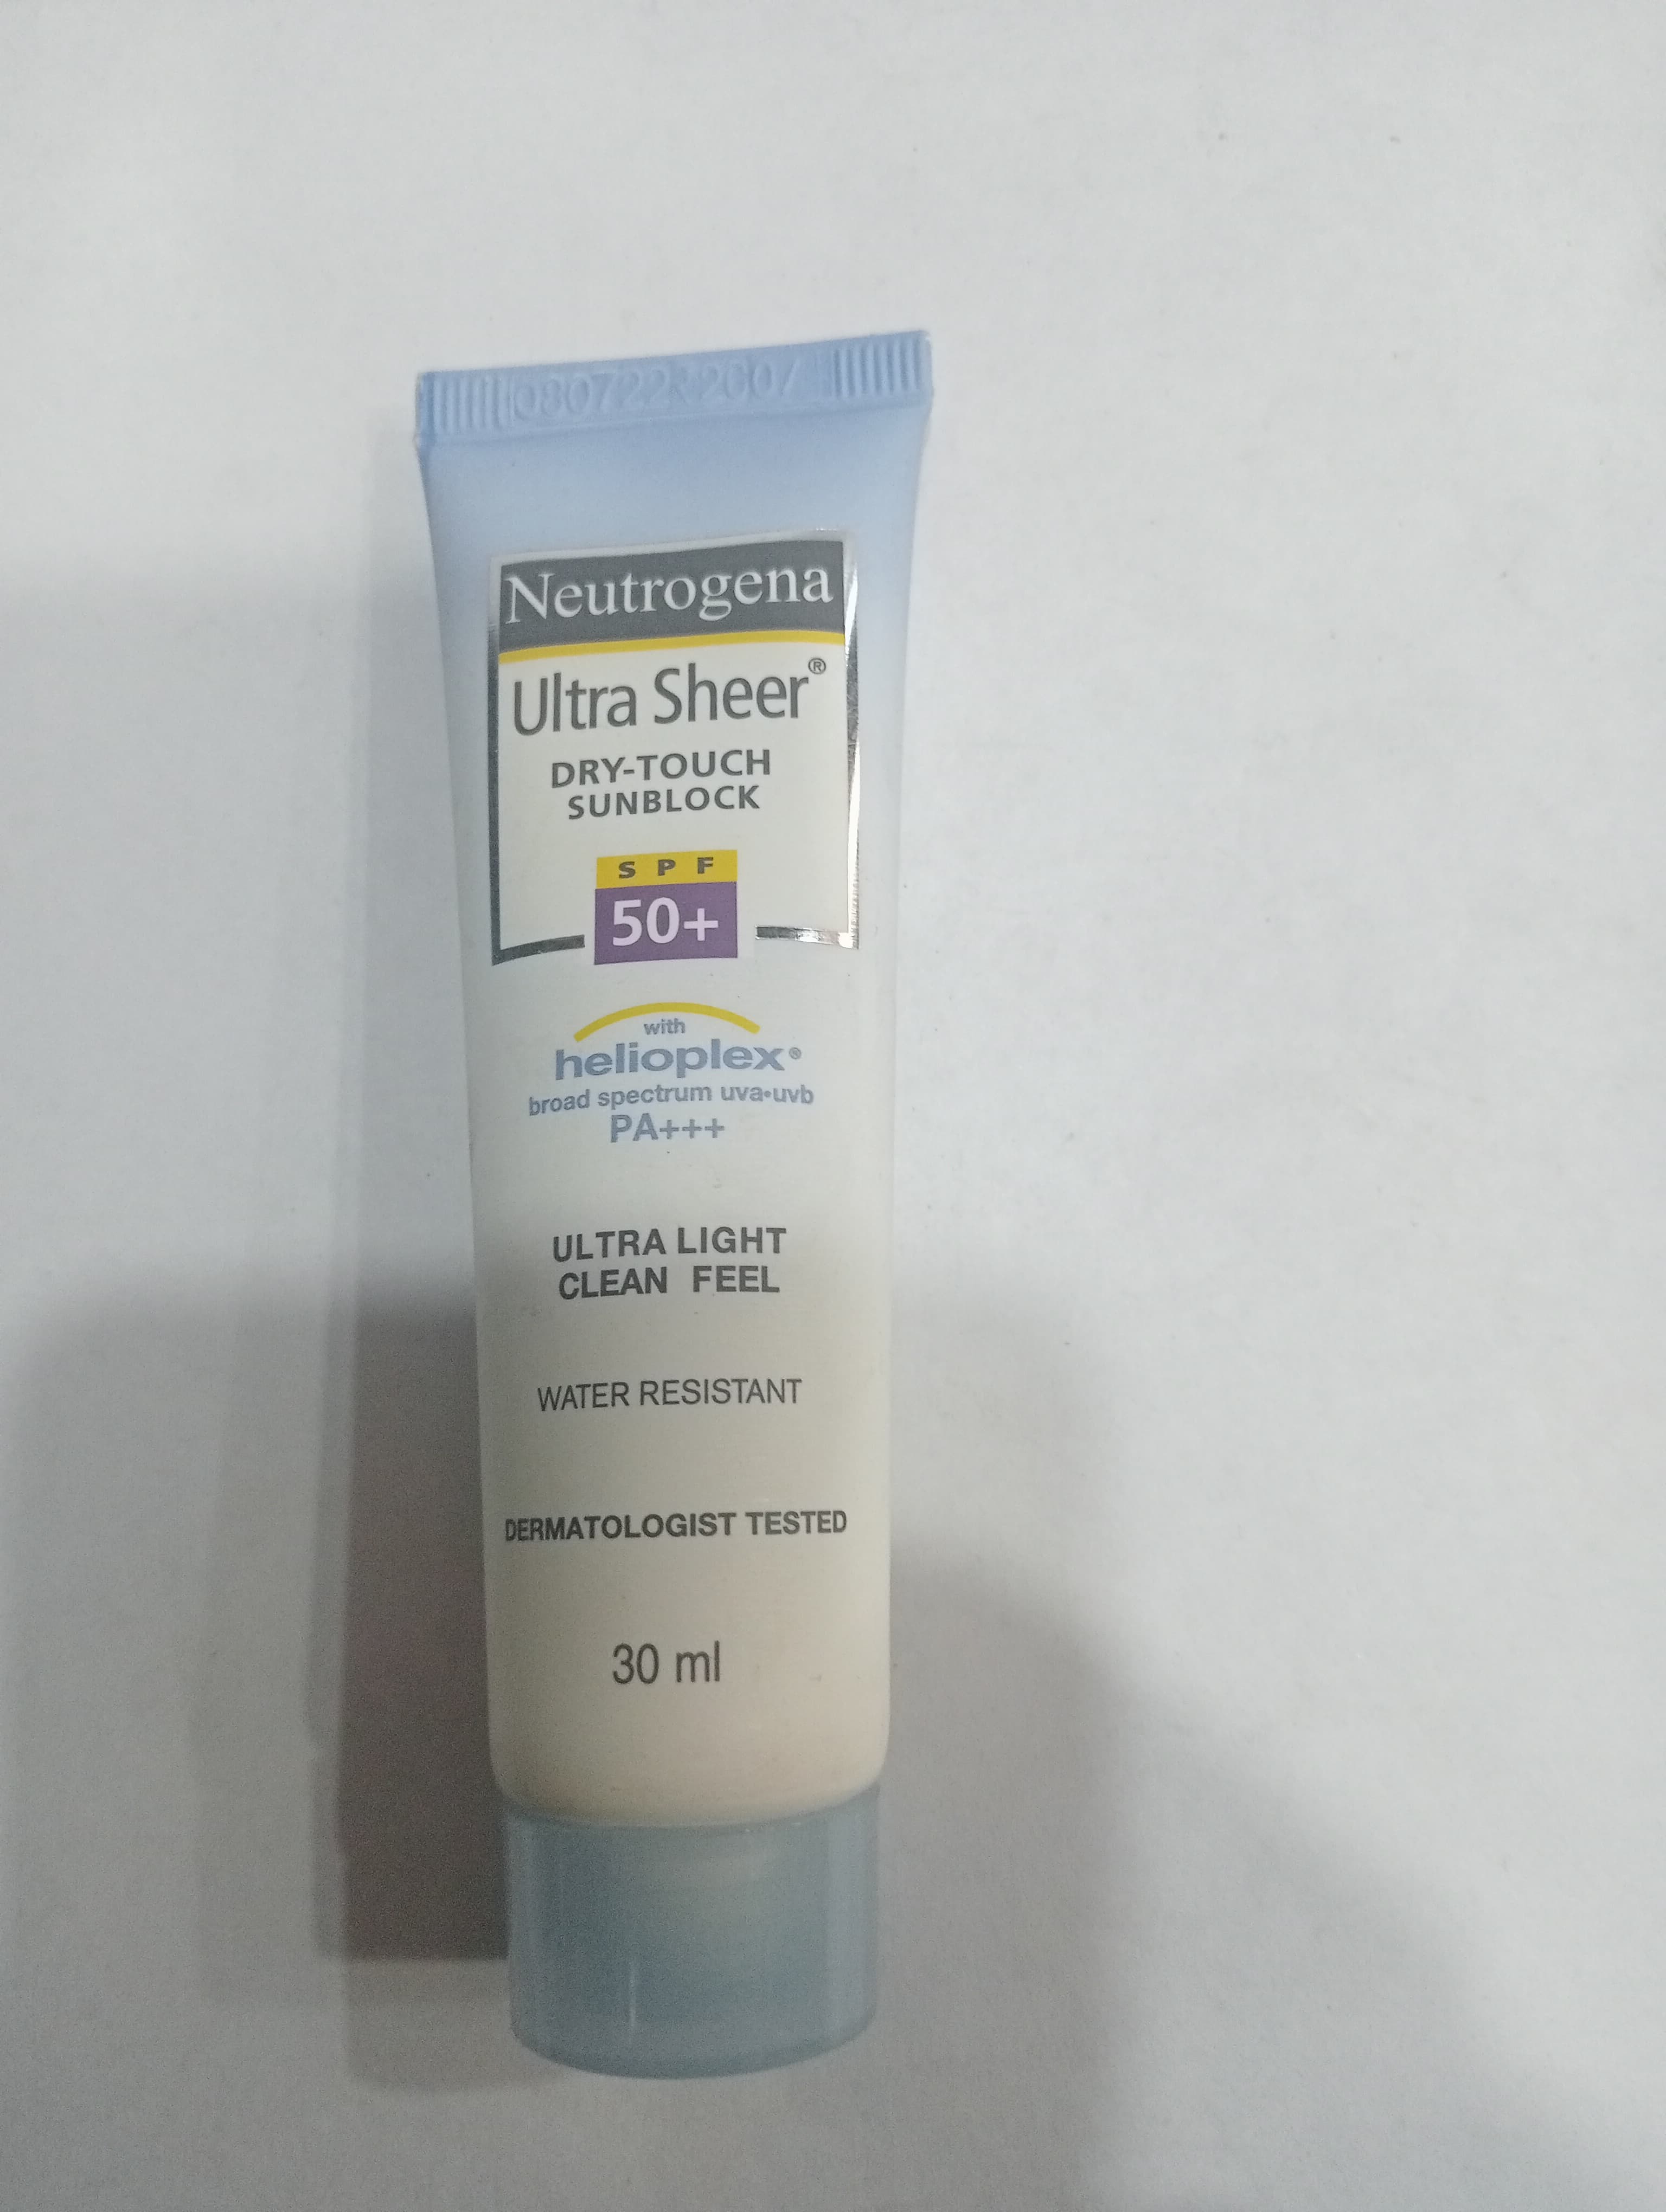 Neutrogena
Ultra Sheer®
DRY-TOUCH
SUNBLOCK
SPF
50+
with
helioplex®
broad spectrum uva•uvb
PA+++
ULTRA LIGHT
CLEAN FEEL
WATER RESISTANT
DERMATOLOGIST TESTED
30 ml